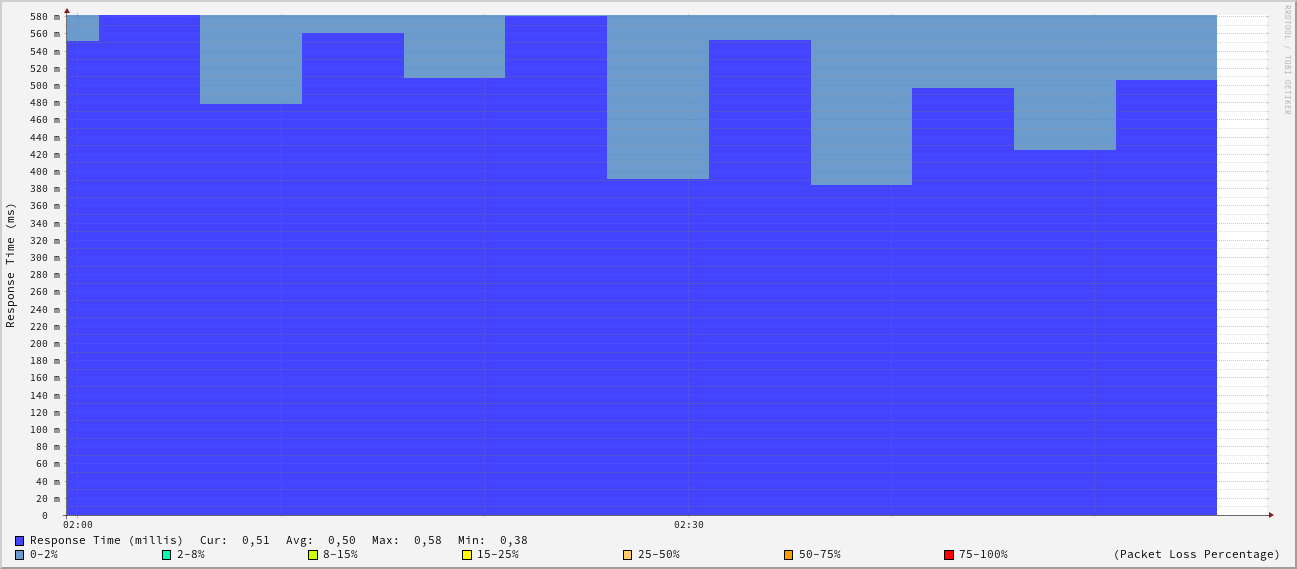 RRDTOOL / TOBI OETIKER
Response Time (ms)
580 m
560 m
540 m
520 m
500 m
480 m
460 m
440 m
420 m
400 m
380 m
360 m
340 m
320 m
300 m
280 m
260 m
240 m
220 m
200 m
180 m
160 m
140 m
120 m
100 m
80 m
60 m
40 m
20 m
0
02:00 02:30
Response Time (millis) Cur: 0,51 Avg: 0,50 Max: 0,58 Min: 0,38
0-2% 2-8% 8-15% 15-25% 25-50% 50-75% 75-100% (Packet Loss Percentage)